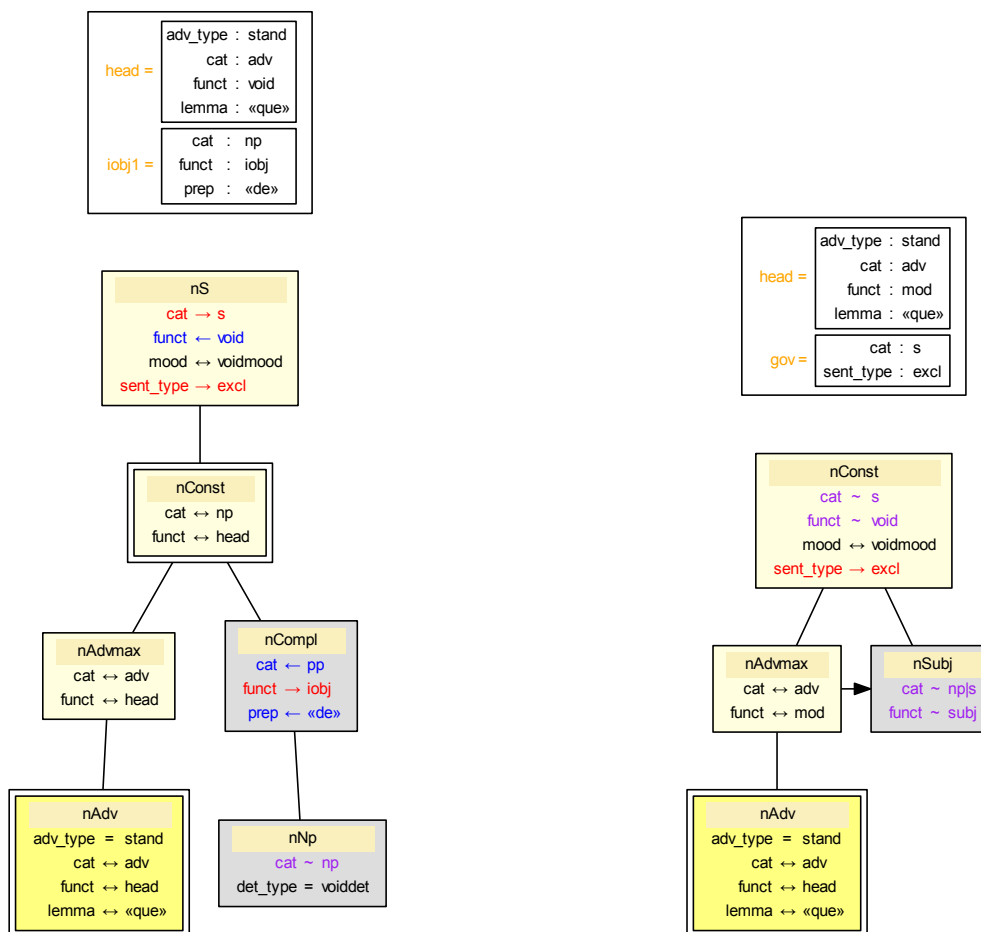 head =
adv_type : stand
cat : adv
funct : void
lemma : «que»
iobj1 =
cat : np
funct : iobj
prep : «de»
nS
cat → s
funct ← void
mood ↔ voidmood
sent_type → excl
nConst
cat ↔ np
funct ↔ head
nAdvmax
cat ↔ adv
funct ↔ head
nCompl
cat ← pp
funct → iobj
prep ← «de»
nAdv
adv_type = stand
cat ↔ adv
funct ↔ head
lemma ↔ «que»
nNp
cat ~ np
det_type = voiddet
head =
adv_type : stand
cat : adv
funct : mod
lemma : «que»
gov =
cat : s
sent_type : excl
nConst
cat ~ s
funct ~ void
mood ↔ voidmood
sent_type → excl
nAdvmax
cat ↔ adv
funct ↔ mod
nSubj
cat ~ np|s
funct ~ subj
nAdv
adv_type = stand
cat ↔ adv
funct ↔ head
lemma ↔ «que»